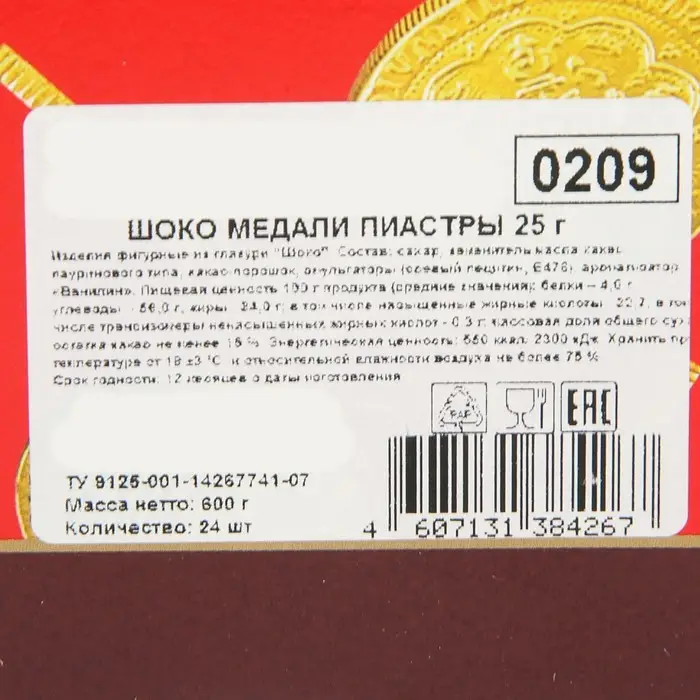 0209
ШОКО МЕДАЛИ ПИАСТРЫ 25 г
Изделия фигурные из глазури "Шоко". Состав: сахар, заменитель масла какао
лауринового типа, какао-порошок, эмульгаторы (соевый лецитин, Е476), ароматизатор
«Ванилин». Пищевая ценность 100 г продукта (средние значения): белки – 4,0 г
углеводы - 56,0 г, жиры - 34,0 г, в том числе насыщенные жирные кислоты - 22,7, в том
числе трансизомеры ненасыщенных жирных кислот - 0,3 г, массовая доля общего сух
остатка какао не менее 15 %. Энергетическая ценность: 550 ккал, 2300 кДж. Хранить пр
температуре от 18 ±3 °С и относительной влажности воздуха не более 75 %
Срок годности: 12 месяцев с даты изготовления
PAP
ЕАС
ТУ 9125-001-14267741-07
Масса нетто: 600 г
Количество: 24 шт
4 607131 384267